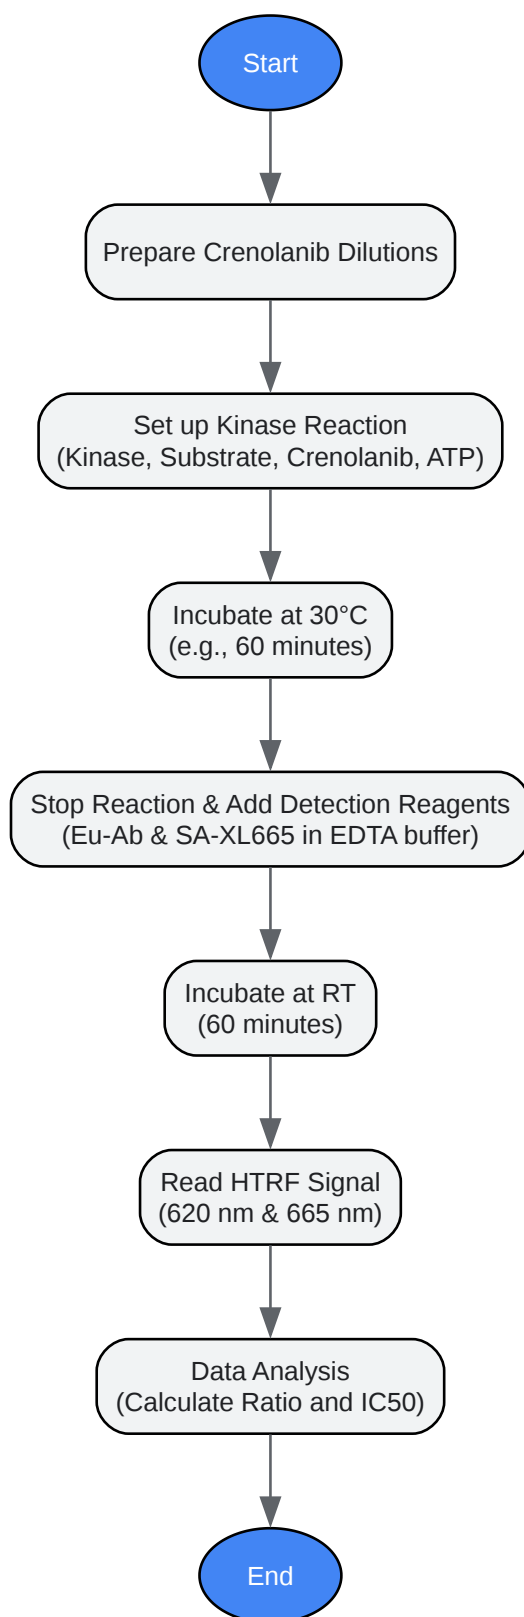 Start
Prepare Crenolanib Dilutions
Set up Kinase Reaction
(Kinase, Substrate, Crenolanib, ATP)
Incubate at 30°C
(e.g., 60 minutes)
Stop Reaction & Add Detection Reagents
(Eu-Ab & SA-XL665 in EDTA buffer)
Incubate at RT
(60 minutes)
Read HTRF Signal
(620 nm & 665 nm)
Data Analysis
(Calculate Ratio and IC50)
End